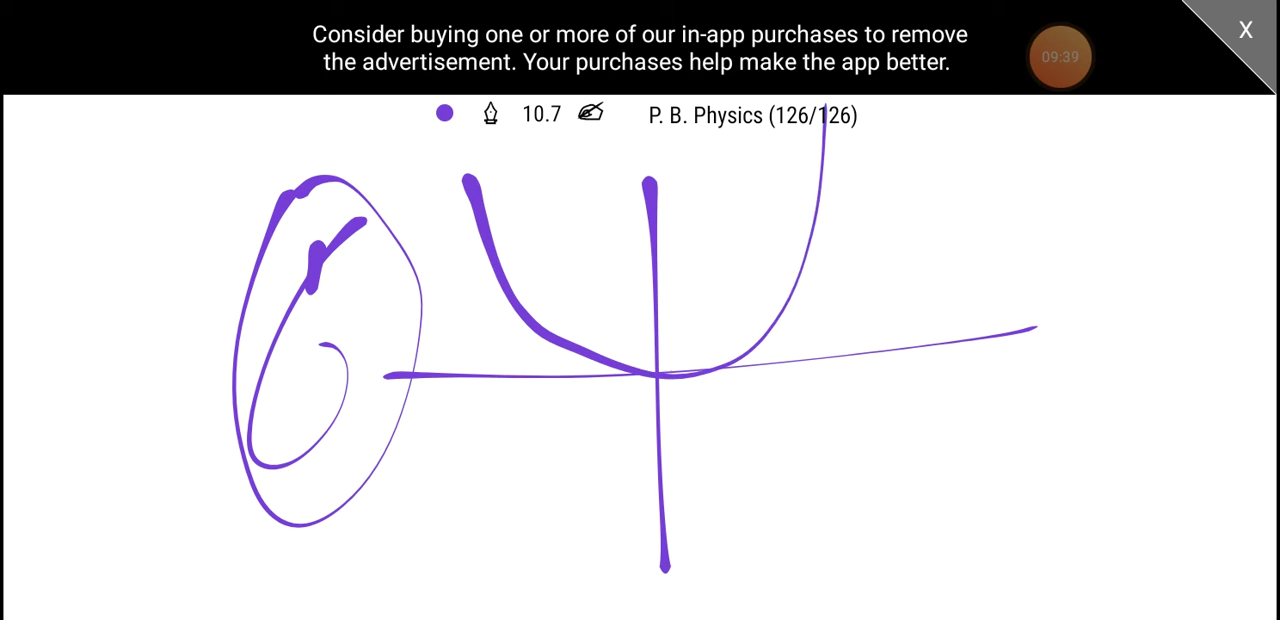 Consider buying one or more of our in-app purchases to remove
the advertisement. Your purchases help make the app better.
X
09:39
10.7 P. B. Physics (126/126)
6